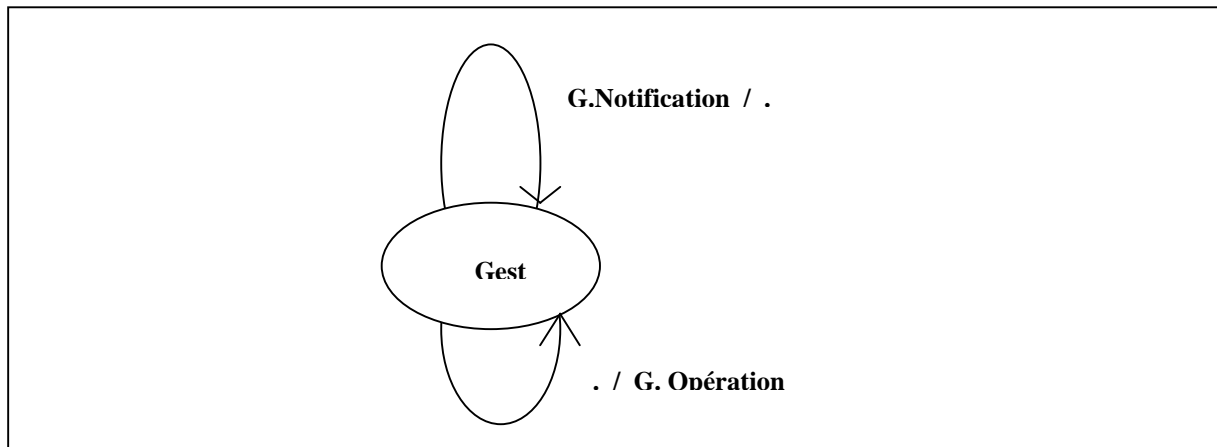 G.Notification / .
Gest
. / G. Opération